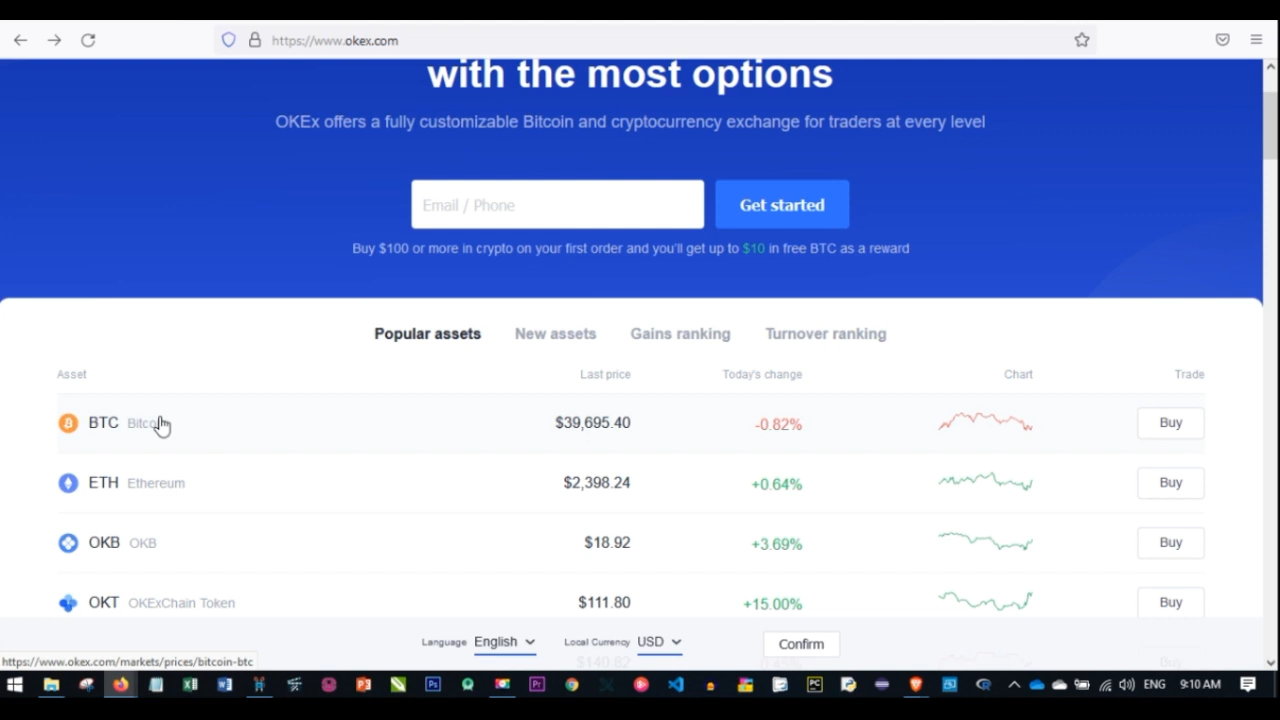 https://www.okex.com
with the most options
OKEx offers a fully customizable Bitcoin and cryptocurrency exchange for traders at every level
Email / Phone
Get started
Buy $100 or more in crypto on your first order and you'll get up to $10 in free BTC as a reward
Popular assets New assets Gains ranking Turnover ranking
Asset Last price Today's change Chart Trade
BTC $39,695.40 -0.82% Buy
ETH Ethereum $2,398.24 +0.64% Buy
OKB OKB $18.92 +3.69% Buy
OKT OKExChain Token $111.80 +15.00% Buy
Language English Local Currency USD Confirm
$140.82
https://www.okex.com/markets/prices/bitcoin-btc
ENG 9:10 AM